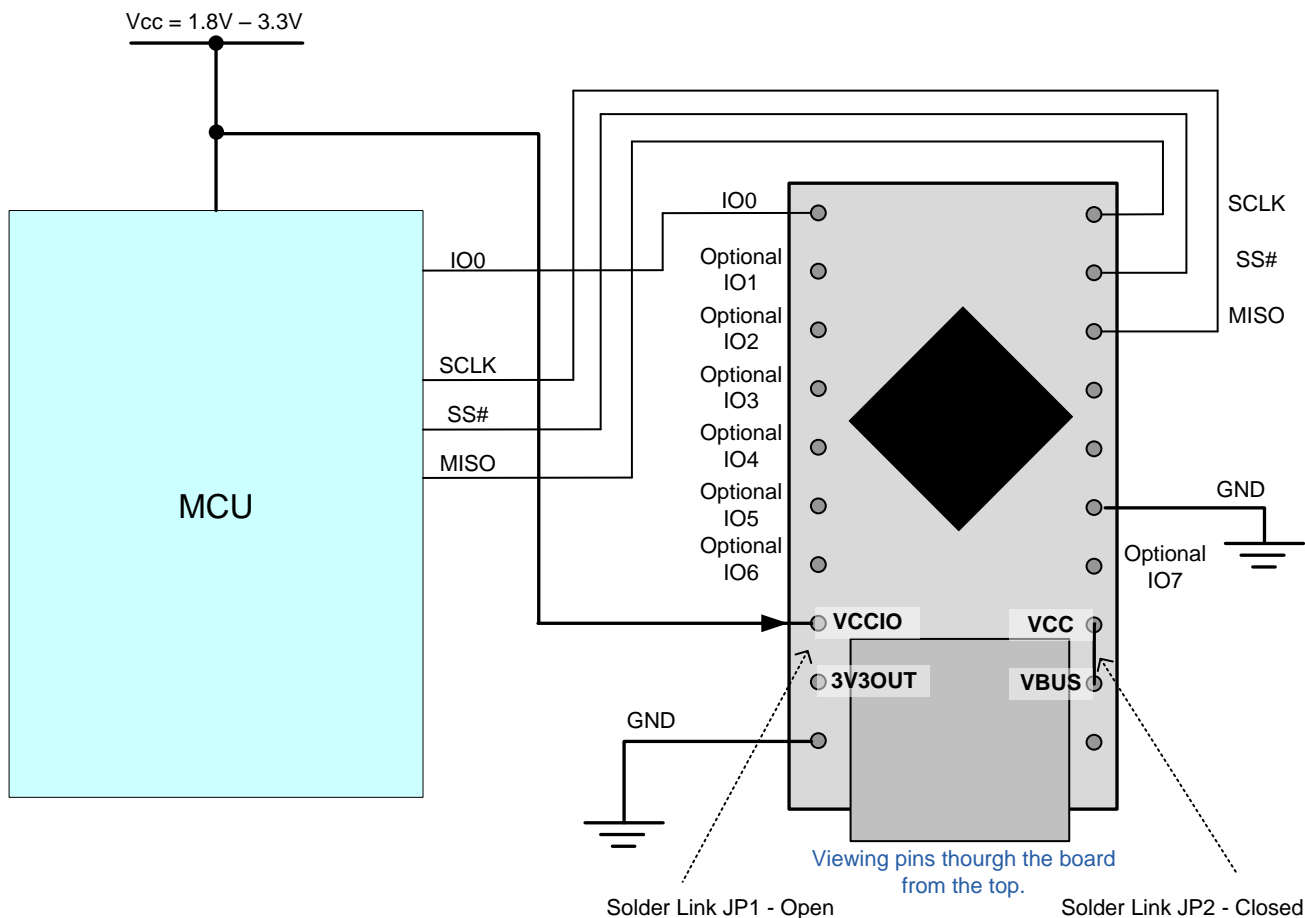 Vcc = 1.8V – 3.3V
IO0
SCLK
SS#
MISO
MCU
IO0
Optional
IO1
Optional
IO2
Optional
IO3
Optional
IO4
Optional
IO5
Optional
IO6
SCLK
SS#
MISO
GND
Optional
IO7
VCCIO
VCC
3V3OUT
VBUS
GND
Viewing pins thourgh the board
from the top.
Solder Link JP1 - Open
Solder Link JP2 - Closed